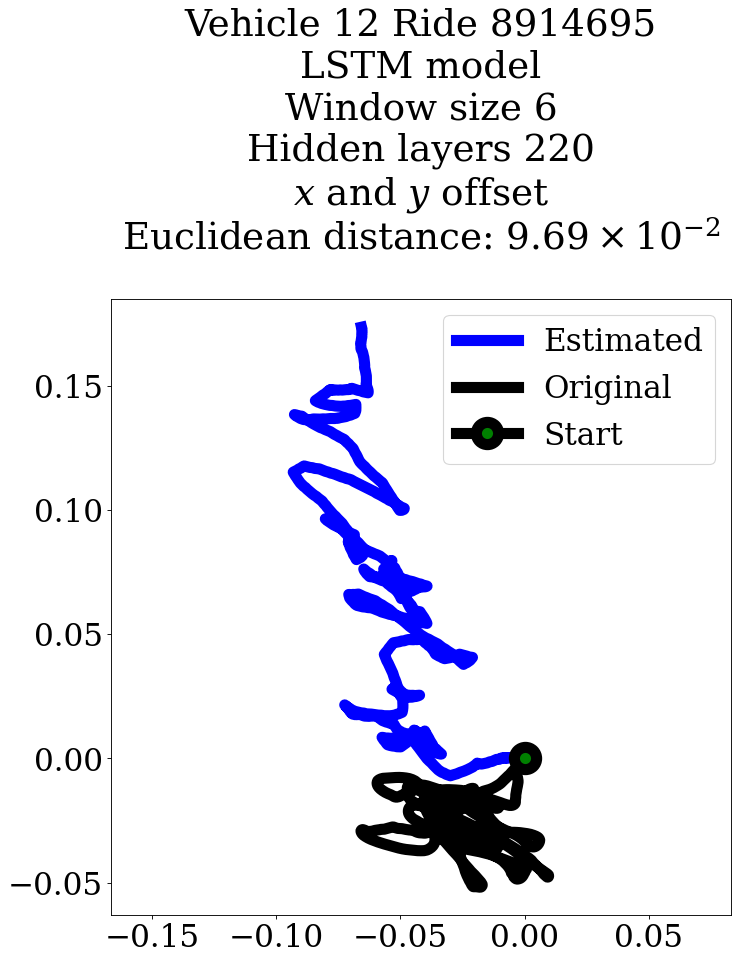 Vehicle 12 Ride 8914695
LSTM model
Window size 6
Hidden layers 220
x and y offset
Euclidean distance: 9.69 × 10⁻²
Estimated
Original
Start
0.15
0.10
0.05
0.00
−0.05
−0.15 −0.10 −0.05 0.00 0.05